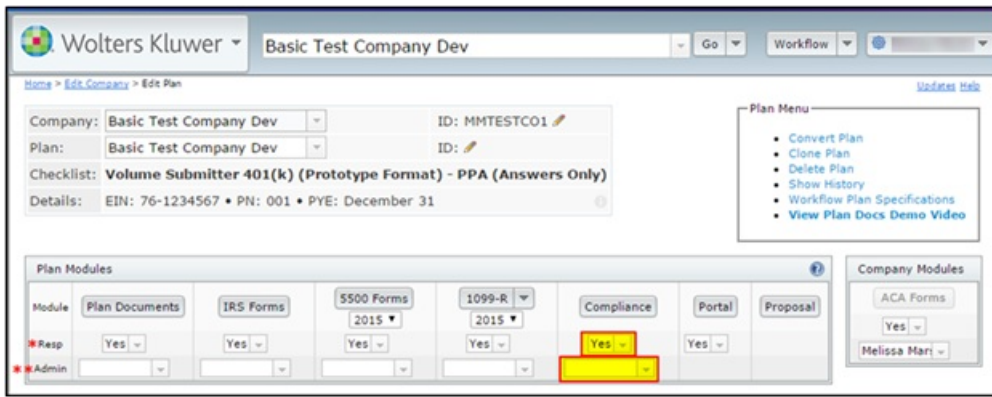 Wolters Kluwer
Basic Test Company Dev
Go
Workflow
Home > Edit Company > Edit Plan
Updates Help
Company: Basic Test Company Dev ID: MMTESTCO1
Plan: Basic Test Company Dev ID:
Checklist: Volume Submitter 401(k) (Prototype Format) - PPA (Answers Only)
Details: EIN: 76-1234567 • PN: 001 • PYE: December 31
Plan Menu
• Convert Plan
• Clone Plan
• Delete Plan
• Show History
• Workflow Plan Specifications
• View Plan Docs Demo Video
Plan Modules
Module Plan Documents IRS Forms 5500 Forms 1099-R Compliance Portal Proposal
2015 2015
*Resp Yes Yes Yes Yes Yes Yes
**Admin
Company Modules
ACA Forms
Yes
Melissa Mar